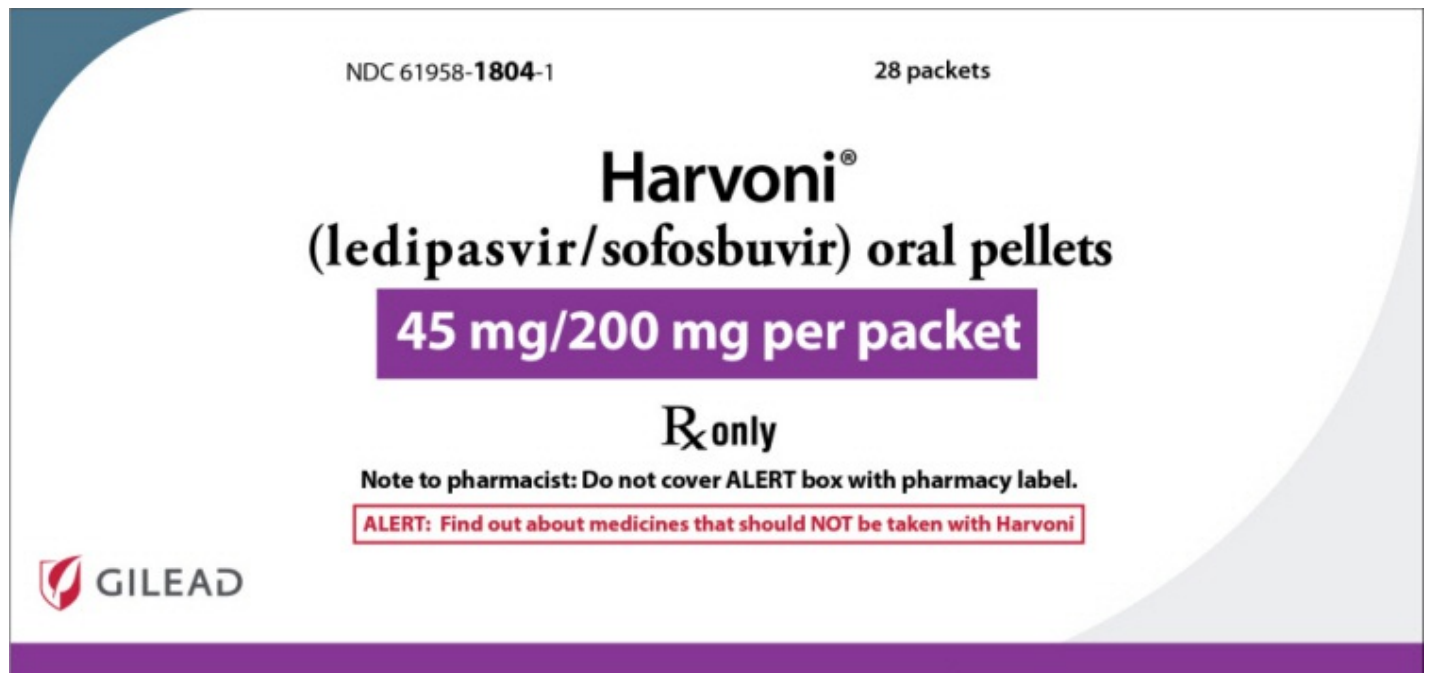 NDC 61958-1804-1
28 packets
Harvoni®
(ledipasvir/sofosbuvir) oral pellets
45 mg/200 mg per packet
Rx only
Note to pharmacist: Do not cover ALERT box with pharmacy label.
ALERT: Find out about medicines that should NOT be taken with Harvoni
GILEAD